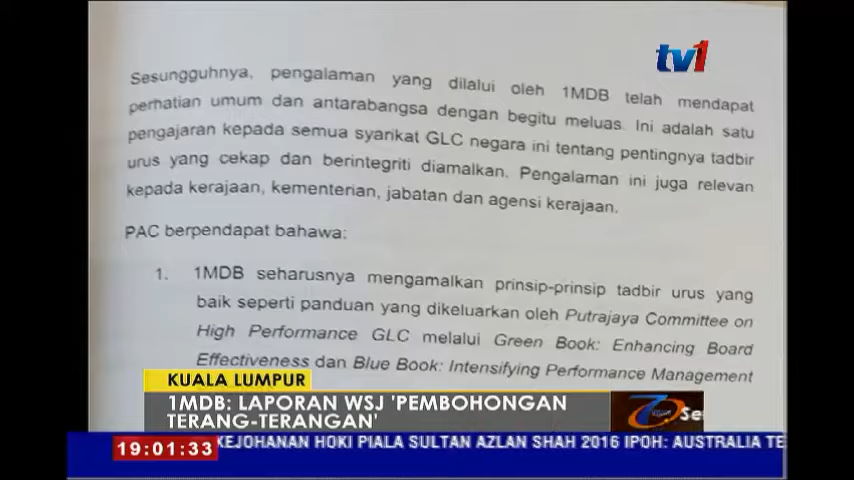 tv1
Sesungguhnya, pengalaman yang dilalui oleh 1MDB telah mendapat
perhatian umum dan antarabangsa dengan begitu meluas. Ini adalah satu
pengajaran kepada semua syarikat GLC negara ini tentang pentingnya tadbir
urus yang cekap dan berintegriti diamalkan. Pengalaman ini juga relevan
kepada kerajaan, kementerian, jabatan dan agensi kerajaan.
PAC berpendapat bahawa:
1. 1MDB seharusnya mengamalkan prinsip-prinsip tadbir urus yang
baik seperti panduan yang dikeluarkan oleh Putrajaya Committee on
High Performance GLC melalui Green Book: Enhancing Board
Effectiveness dan Blue Book: Intensifying Performance Management
KUALA LUMPUR
1MDB: LAPORAN WSJ 'PEMBOHONGAN
TERANG-TERANGAN'
19:01:33
KEJOHANAN HOKI PIALA SULTAN AZLAN SHAH 2016 IPOH: AUSTRALIA TE